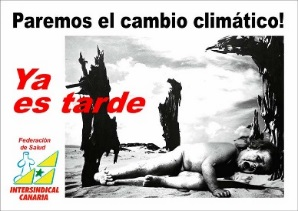 Paremos el cambio climático!
Ya
es tarde
Federación
de Salud
INTERSINDICAL
CANARIA